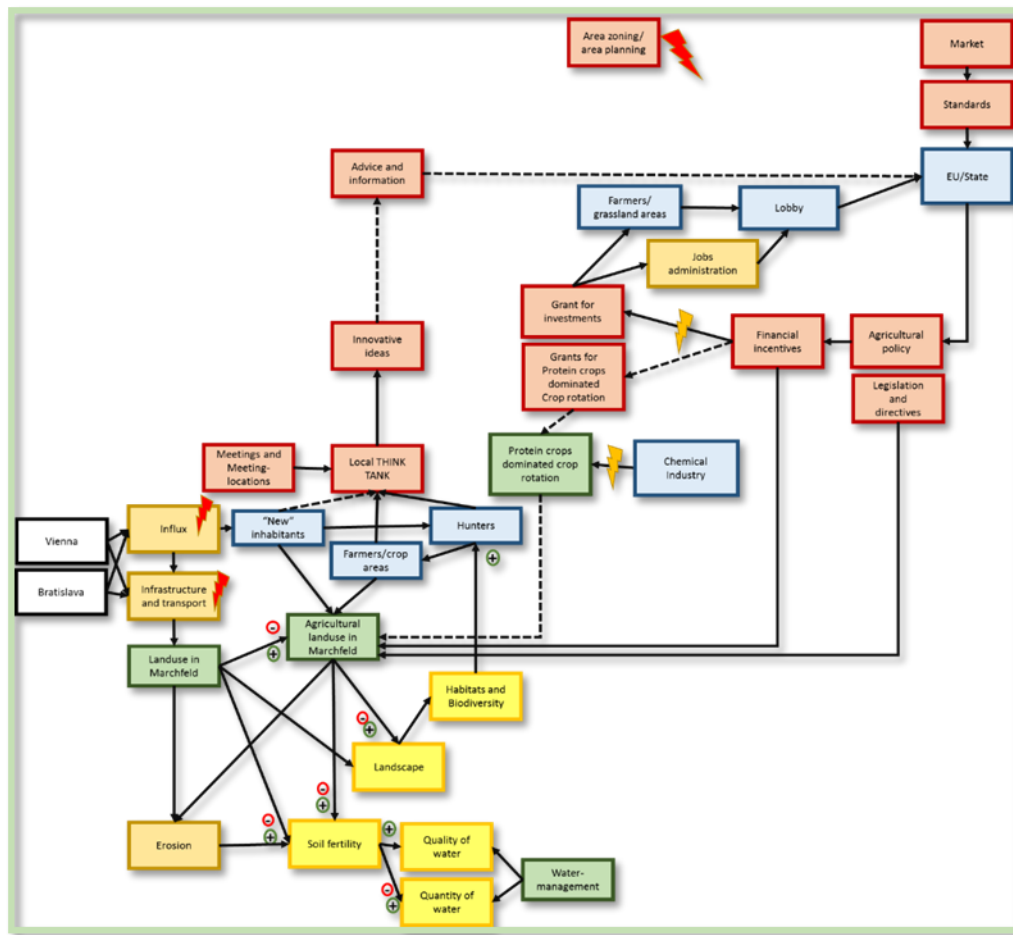 Area zoning/
area planning
Market
Standards
Advice and
information
EU/State
Farmers/
grassland areas
Lobby
Jobs
administration
Grant for
investments
Innovative
ideas
Financial
incentives
Agricultural
policy
Grants for
Protein crops
dominated
Crop rotation
Legislation
and
directives
Meetings and
Meeting-
locations
Local THINK
TANK
Protein crops
dominated crop
rotation
Chemical
Industry
Vienna
Influx
"New"
inhabitants
Hunters
Farmers/crop
areas
+
Bratislava
Infrastructure
and transport
-
+
Agricultural
landuse in
Marchfeld
Landuse in
Marchfeld
Habitats and
Biodiversity
-
+
Landscape
-
+
-
+
Erosion
Soil fertility
+
Quality of
water
Water-
management
-
+
Quantity of
water